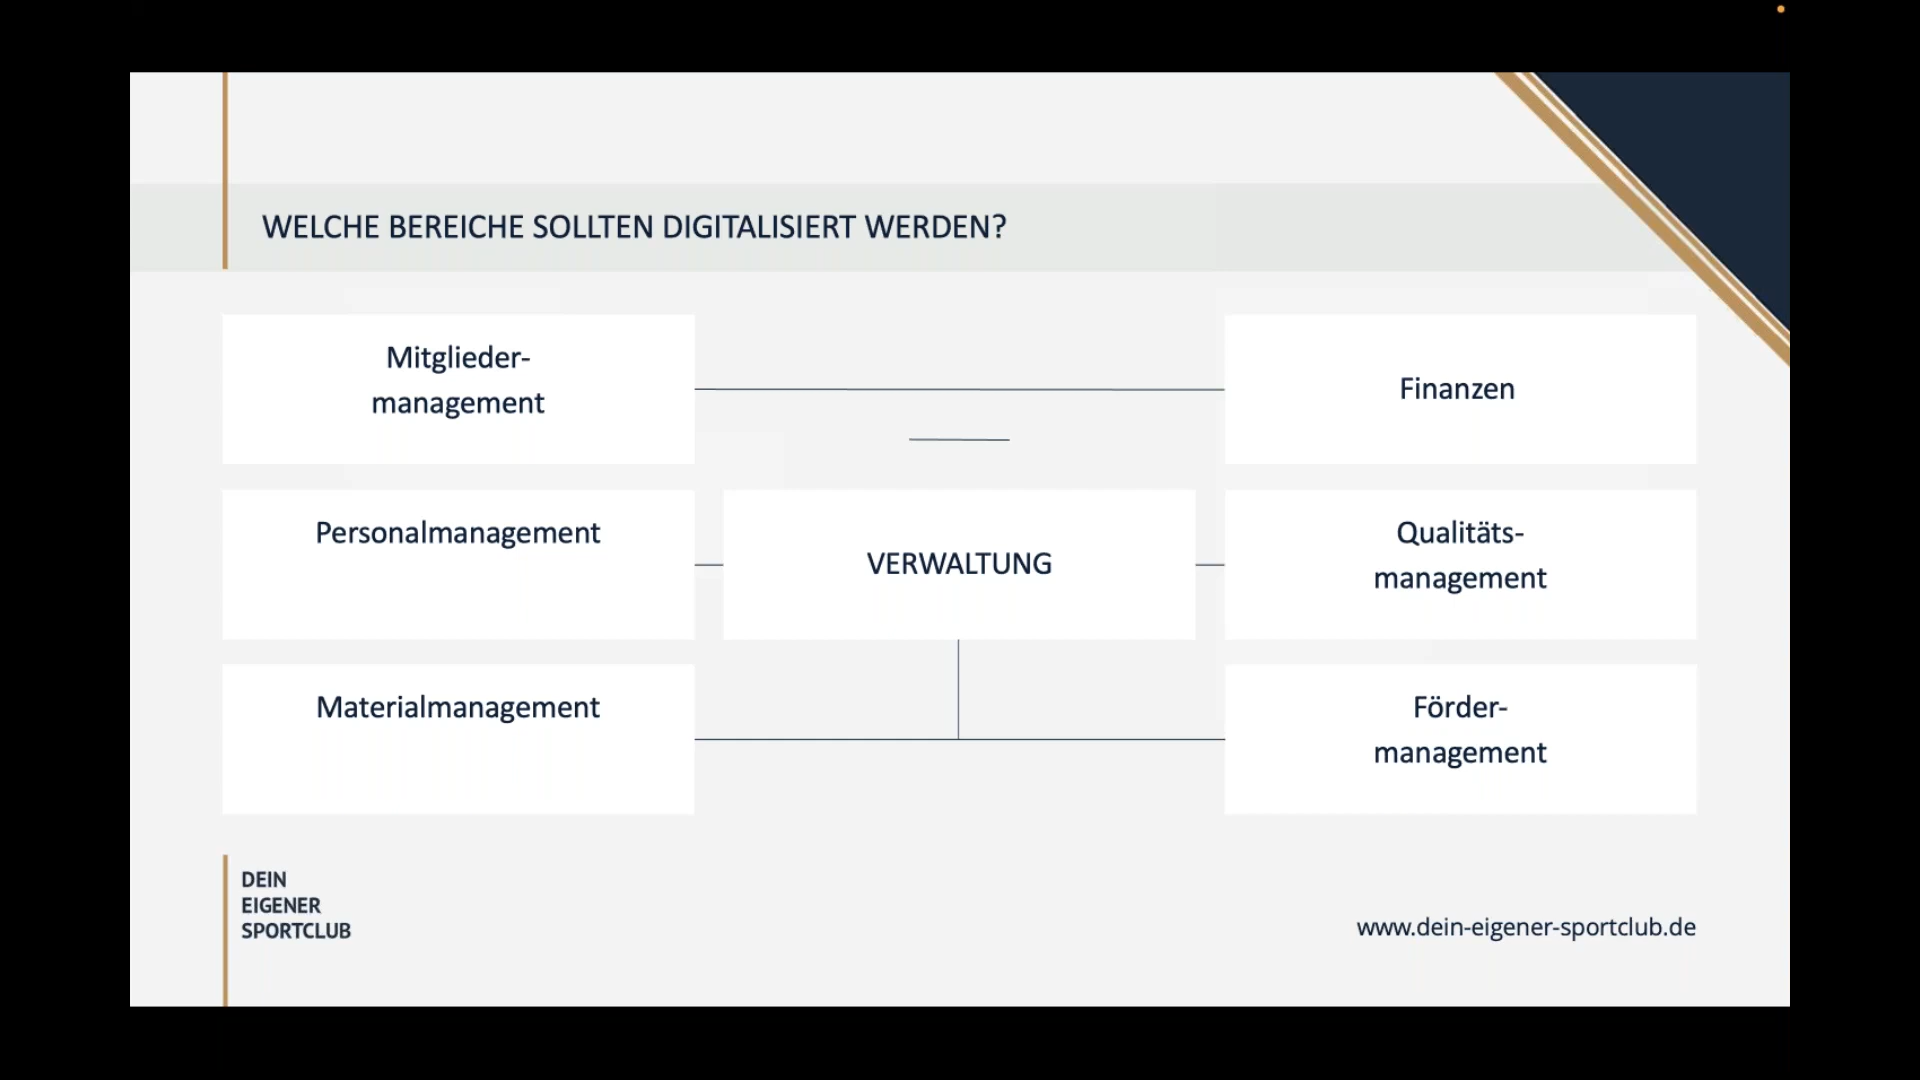 WELCHE BEREICHE SOLLTEN DIGITALISIERT WERDEN?
Mitglieder-
management
Finanzen
Personalmanagement
VERWALTUNG
Qualitäts-
management
Materialmanagement
Förder-
management
DEIN
EIGENER
SPORTCLUB
www.dein-eigener-sportclub.de